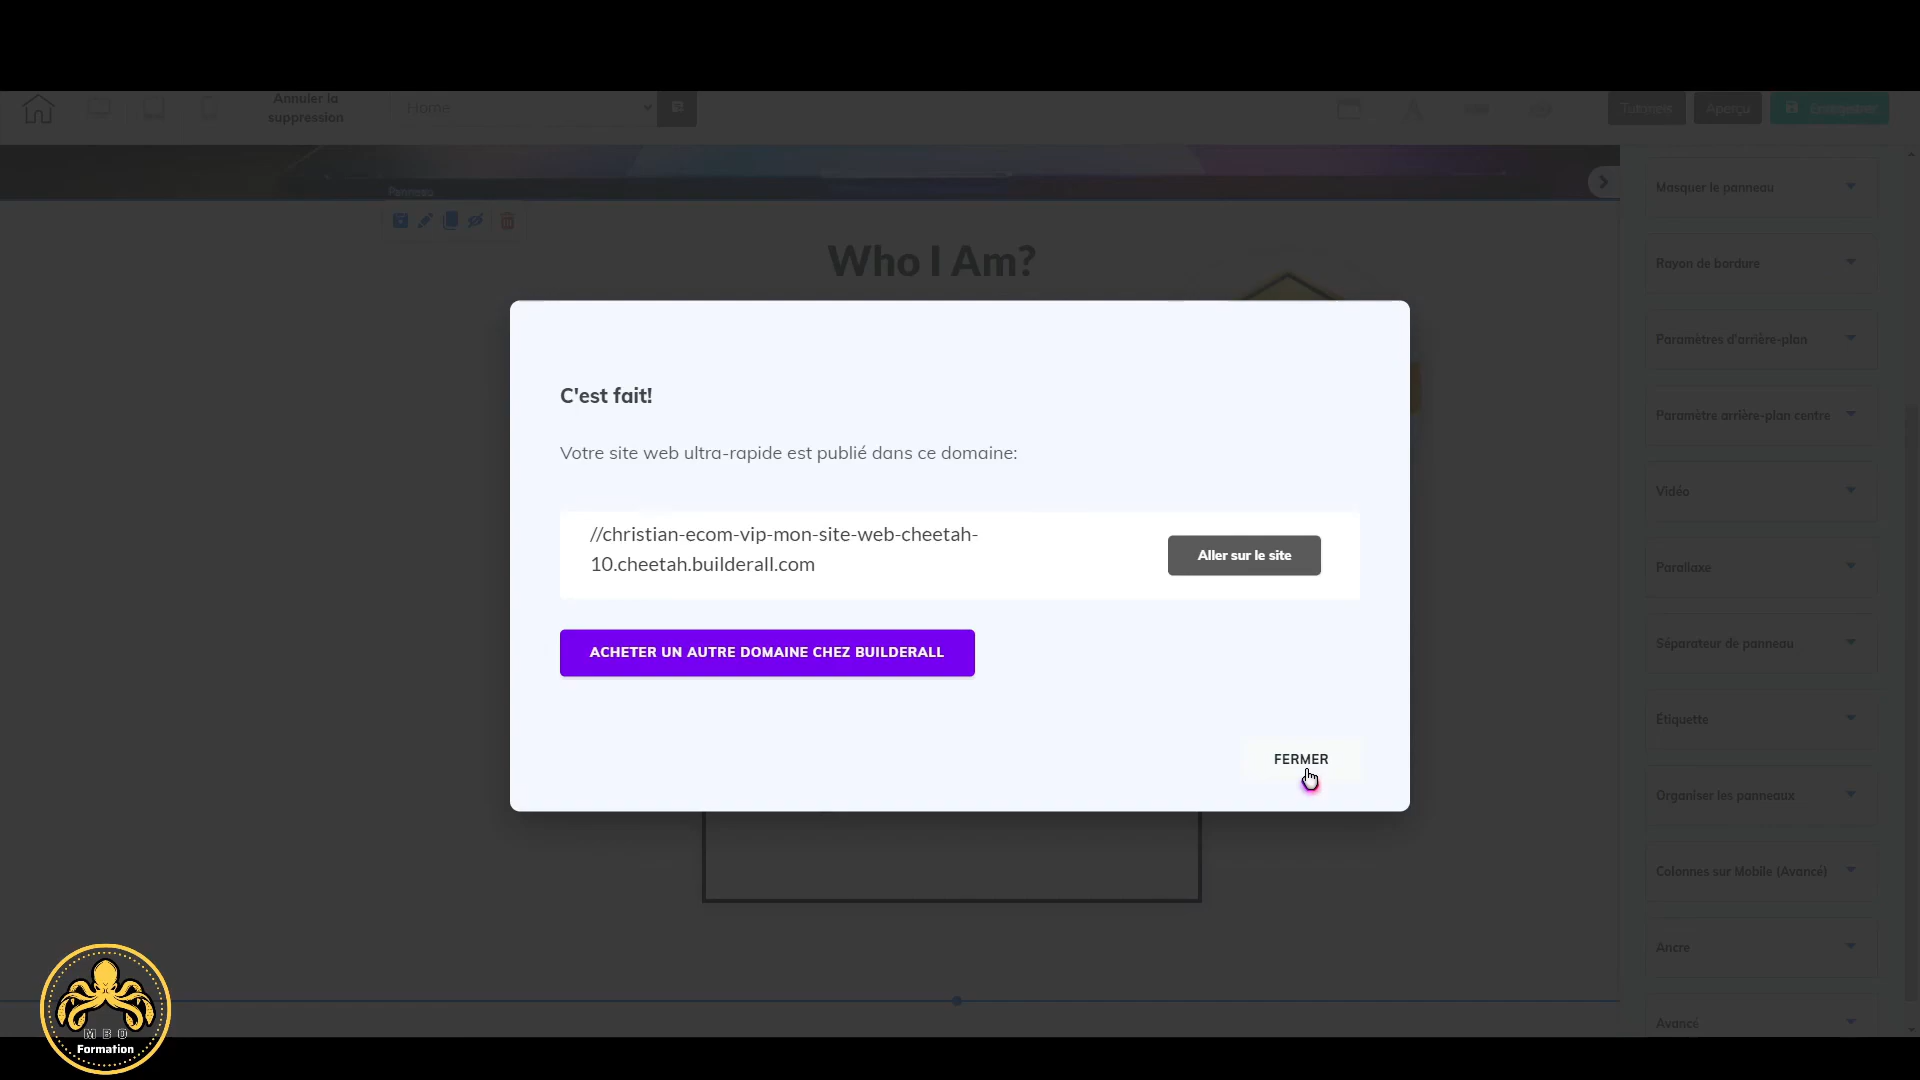 Annuler la
suppression
Home
Tutoriels
Aperçu
Enregistrer
Panneau
Masquer le panneau
Who I Am?
Rayon de bordure
Paramètres d'arrière-plan
C'est fait!
Paramètre arrière-plan centre
Votre site web ultra-rapide est publié dans ce domaine:
Vidéo
//christian-ecom-vip-mon-site-web-cheetah-
10.cheetah.builderall.com
Aller sur le site
Parallaxe
ACHETER UN AUTRE DOMAINE CHEZ BUILDERALL
Séparateur de panneau
Étiquette
FERMER
Organiser les panneaux
Colonnes sur Mobile (Avancé)
Ancre
Avancé
M B O
Formation